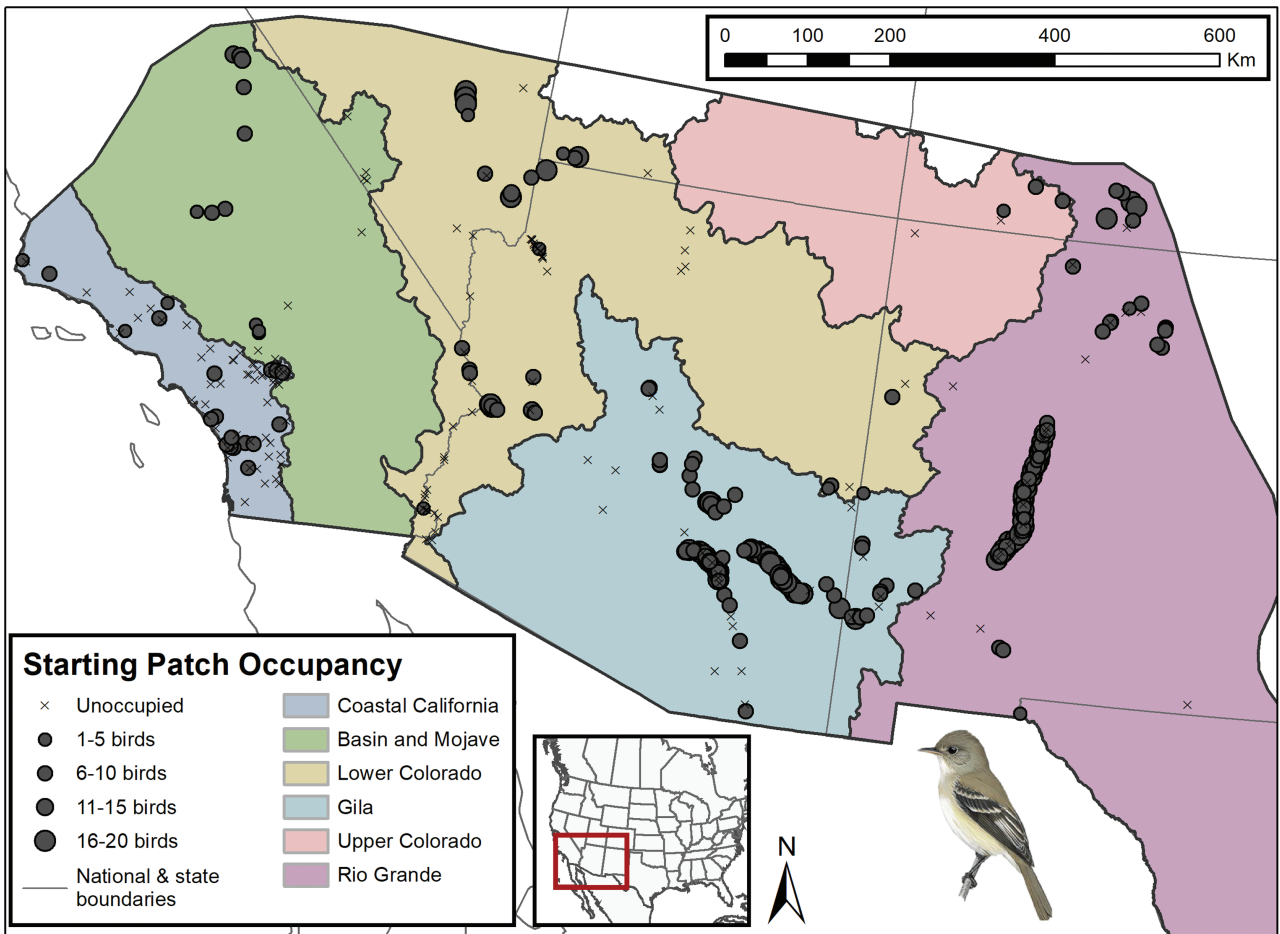 0 100 200 400 600
Km
Starting Patch Occupancy
Unoccupied
1-5 birds
6-10 birds
11-15 birds
16-20 birds
National & state
boundaries
Coastal California
Basin and Mojave
Lower Colorado
Gila
Upper Colorado
Rio Grande
N